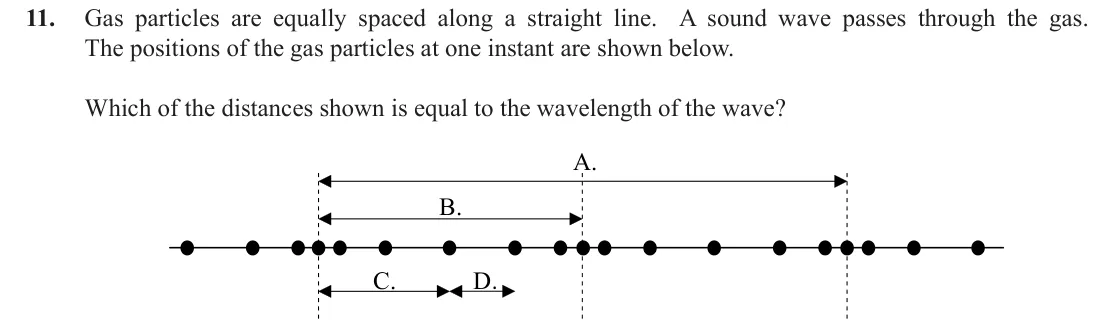 11. Gas particles are equally spaced along a straight line. A sound wave passes through the gas.
The positions of the gas particles at one instant are shown below.
Which of the distances shown is equal to the wavelength of the wave?
A.
B.
C.
D.